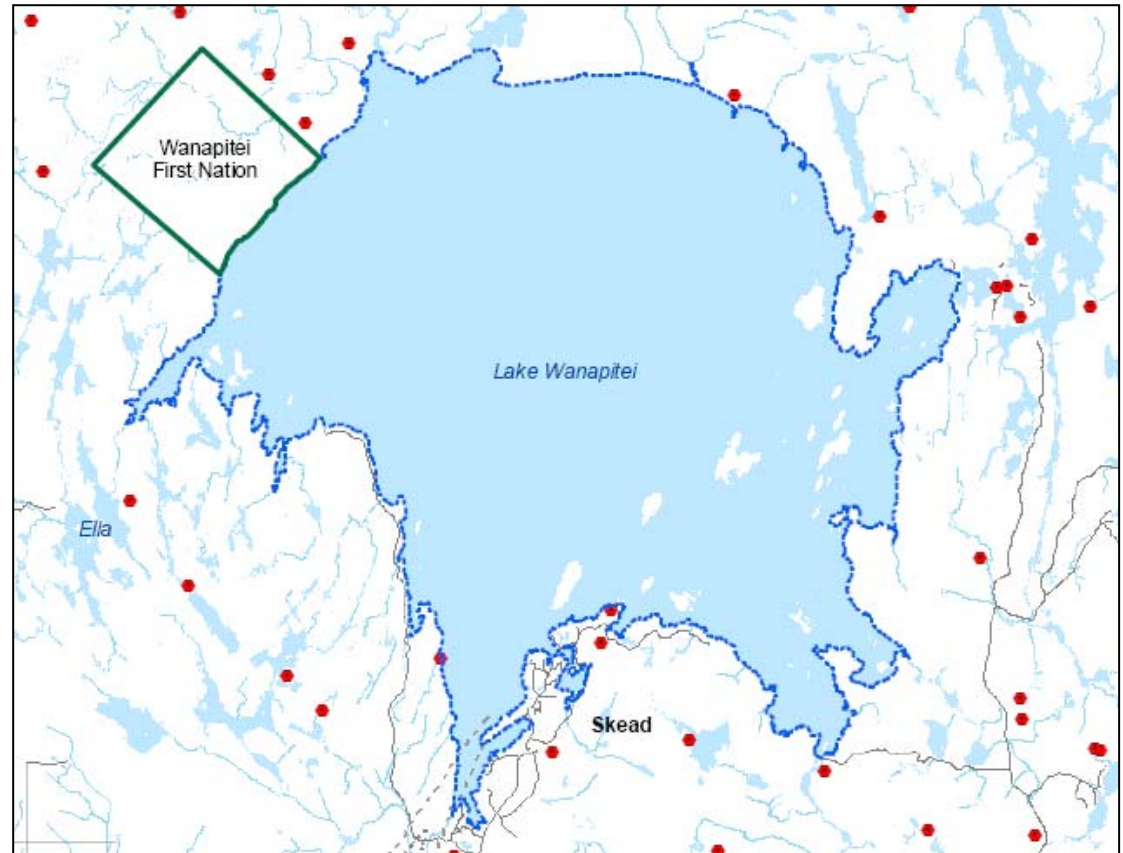 Wanapitei
First Nation
Lake Wanapitei
Ella
Skead